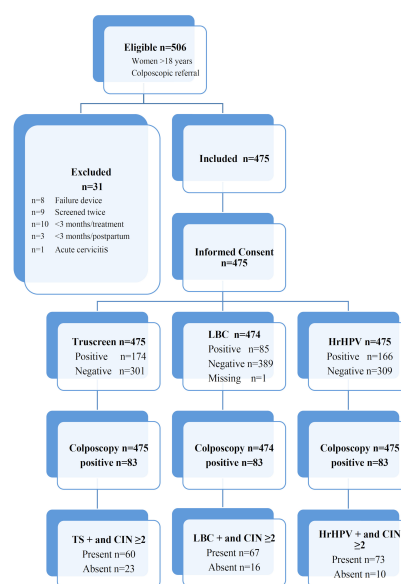 Eligible n=506
Women >18 years
Colposcopic referral
Excluded
n=31
n=8 Failure device
n=9 Screened twice
n=10 <3 months/treatment
n=3 <3 months/postpartum
n=1 Acute cervicitis
Included n=475
Informed Consent
n=475
Truscreen n=475
Positive n=174
Negative n=301
LBC n=474
Positive n=85
Negative n=389
Missing n=1
HrHPV n=475
Positive n=166
Negative n=309
Colposcopy n=475
positive n=83
Colposcopy n=474
positive n=83
Colposcopy n=475
positive n=83
TS + and CIN ≥2
Present n=60
Absent n=23
LBC + and CIN ≥2
Present n=67
Absent n=16
HrHPV + and CIN
≥2
Present n=73
Absent n=10